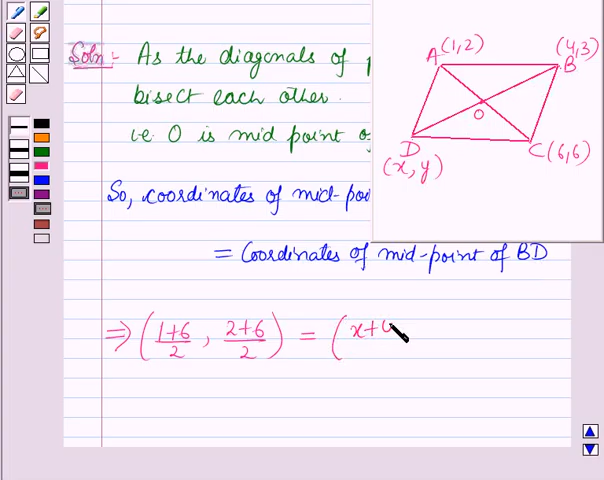 Soln:- As the diagonals of
bisect each other.
i.e O is mid point of
So, coordinates of mid-
= Coordinates of mid-point of BD
⇒ (1+6/2 , 2+6/2) = (x+
A(1,2)
(4,3)
B
O
D
(x, y)
C(6,6)